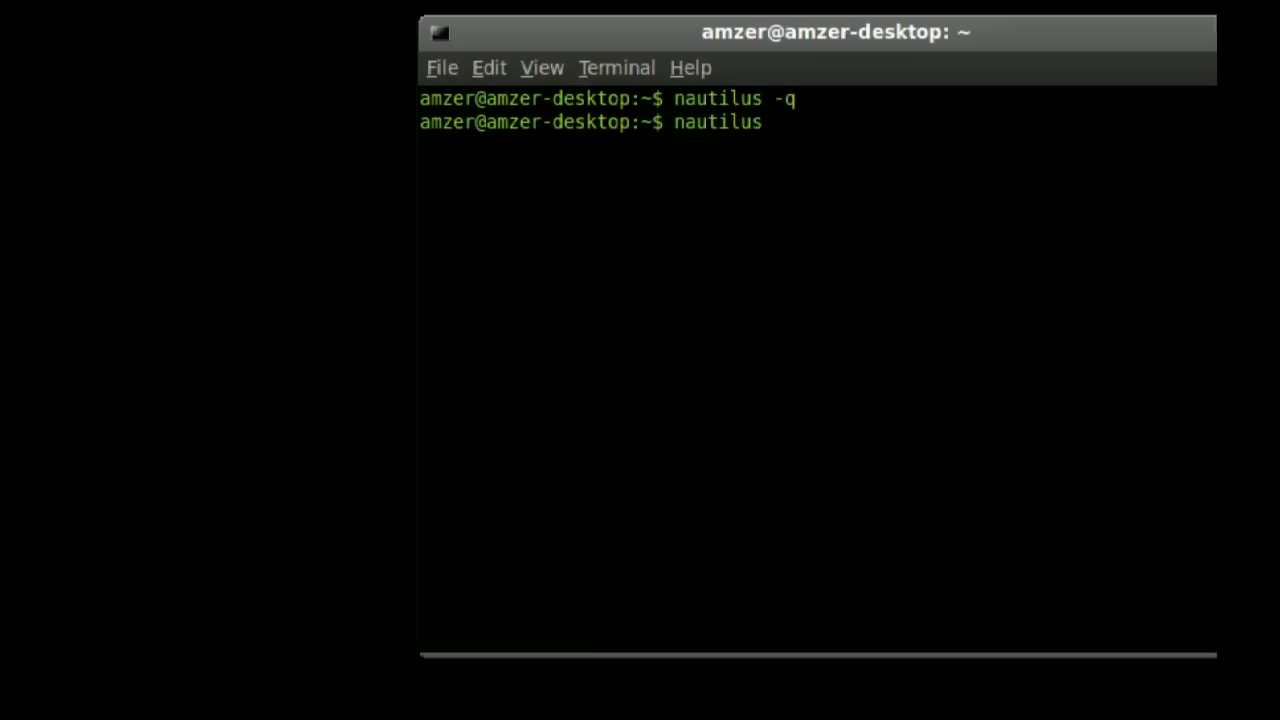 amzer@amzer-desktop: ~
File Edit View Terminal Help
amzer@amzer-desktop:~$ nautilus -q
amzer@amzer-desktop:~$ nautilus